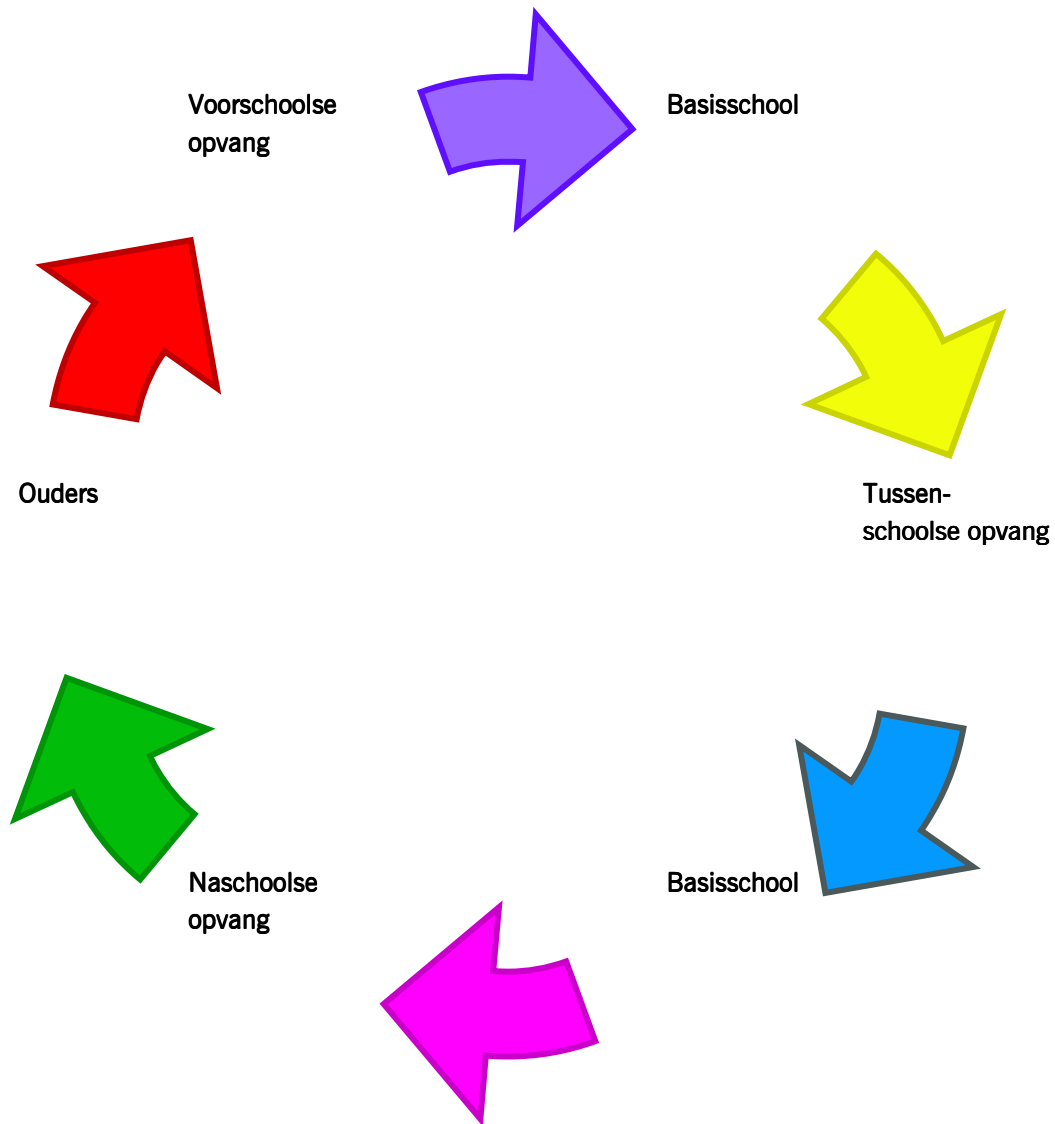 Voorschoolse
opvang
Basisschool
Ouders
Tussen-
schoolse opvang
Naschoolse
opvang
Basisschool